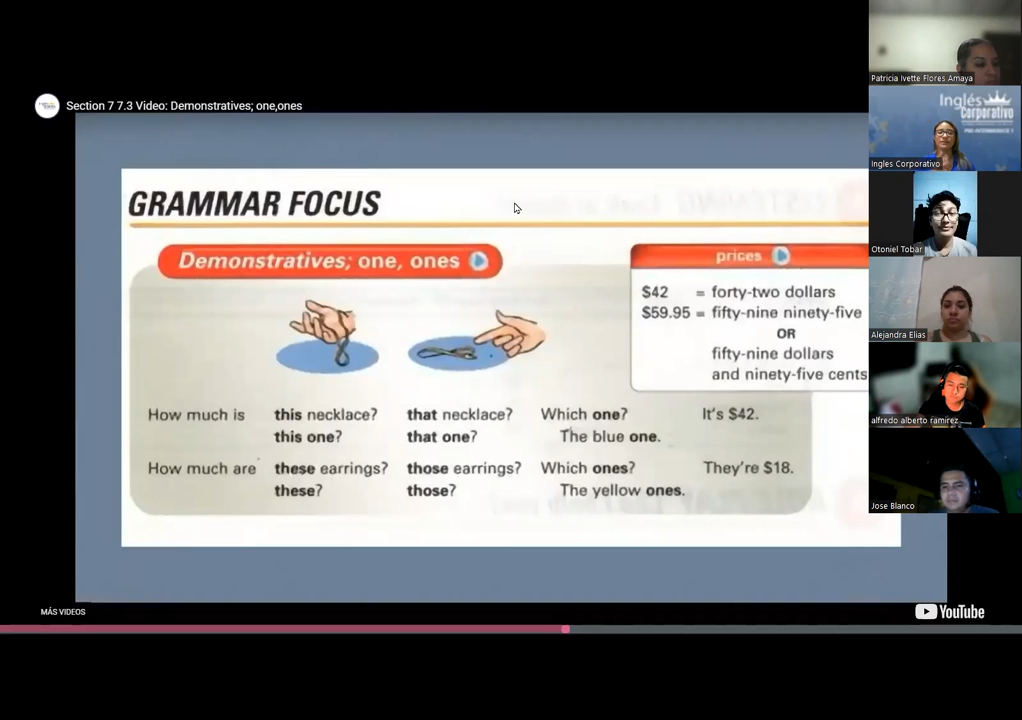 Section 7 7.3 Video: Demonstratives; one,ones
GRAMMAR FOCUS
Demonstratives; one, ones
prices
$42 = forty-two dollars
$59.95 = fifty-nine ninety-five
OR
fifty-nine dollars
and ninety-five cents
How much is this necklace? that necklace? Which one? It's $42.
this one? that one? The blue one.
How much are these earrings? those earrings? Which ones? They're $18.
these? those? The yellow ones.
MÁS VIDEOS
YouTube
Patricia Ivette Flores Amaya
Inglés
Corporativo
PRE-INTERMEDIATE 1
Ingles Corporativo
Otoniel Tobar
Alejandra Elias
alfredo alberto ramirez
Jose Blanco